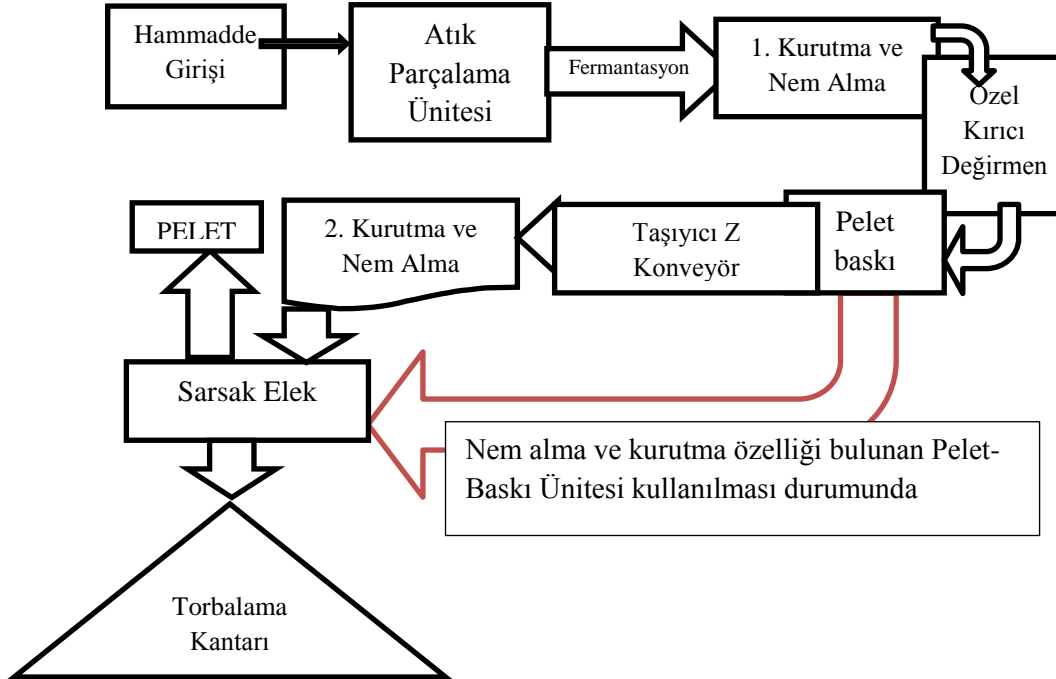 Hammadde
Girişi
Atık
Parçalama
Ünitesi
Fermantasyon
1. Kurutma ve
Nem Alma
Özel
Kırıcı
Değirmen
PELET
2. Kurutma ve
Nem Alma
Taşıyıcı Z
Konveyör
Pelet
baskı
Sarsak Elek
Nem alma ve kurutma özelliği bulunan Pelet-
Baskı Ünitesi kullanılması durumunda
Torbalama
Kantarı